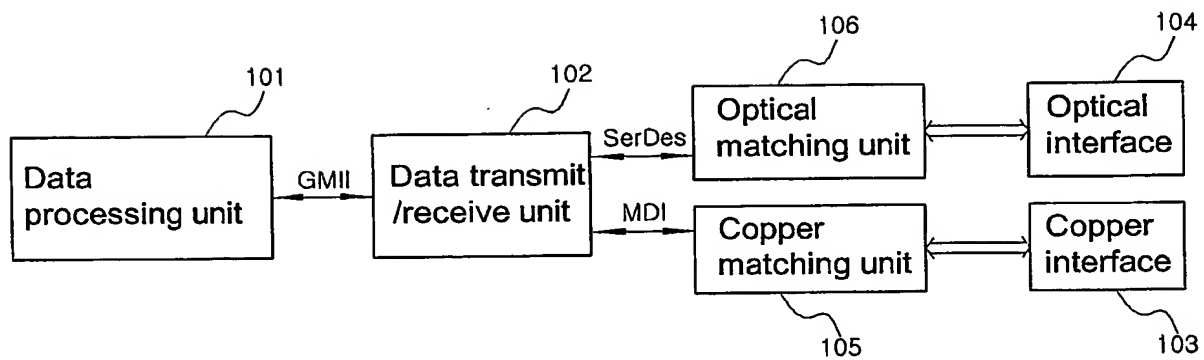 101
Data
processing unit
GMII
102
Data transmit
/receive unit
SerDes
MDI
106
Optical
matching unit
104
Optical
interface
Copper
matching unit
105
Copper
interface
103